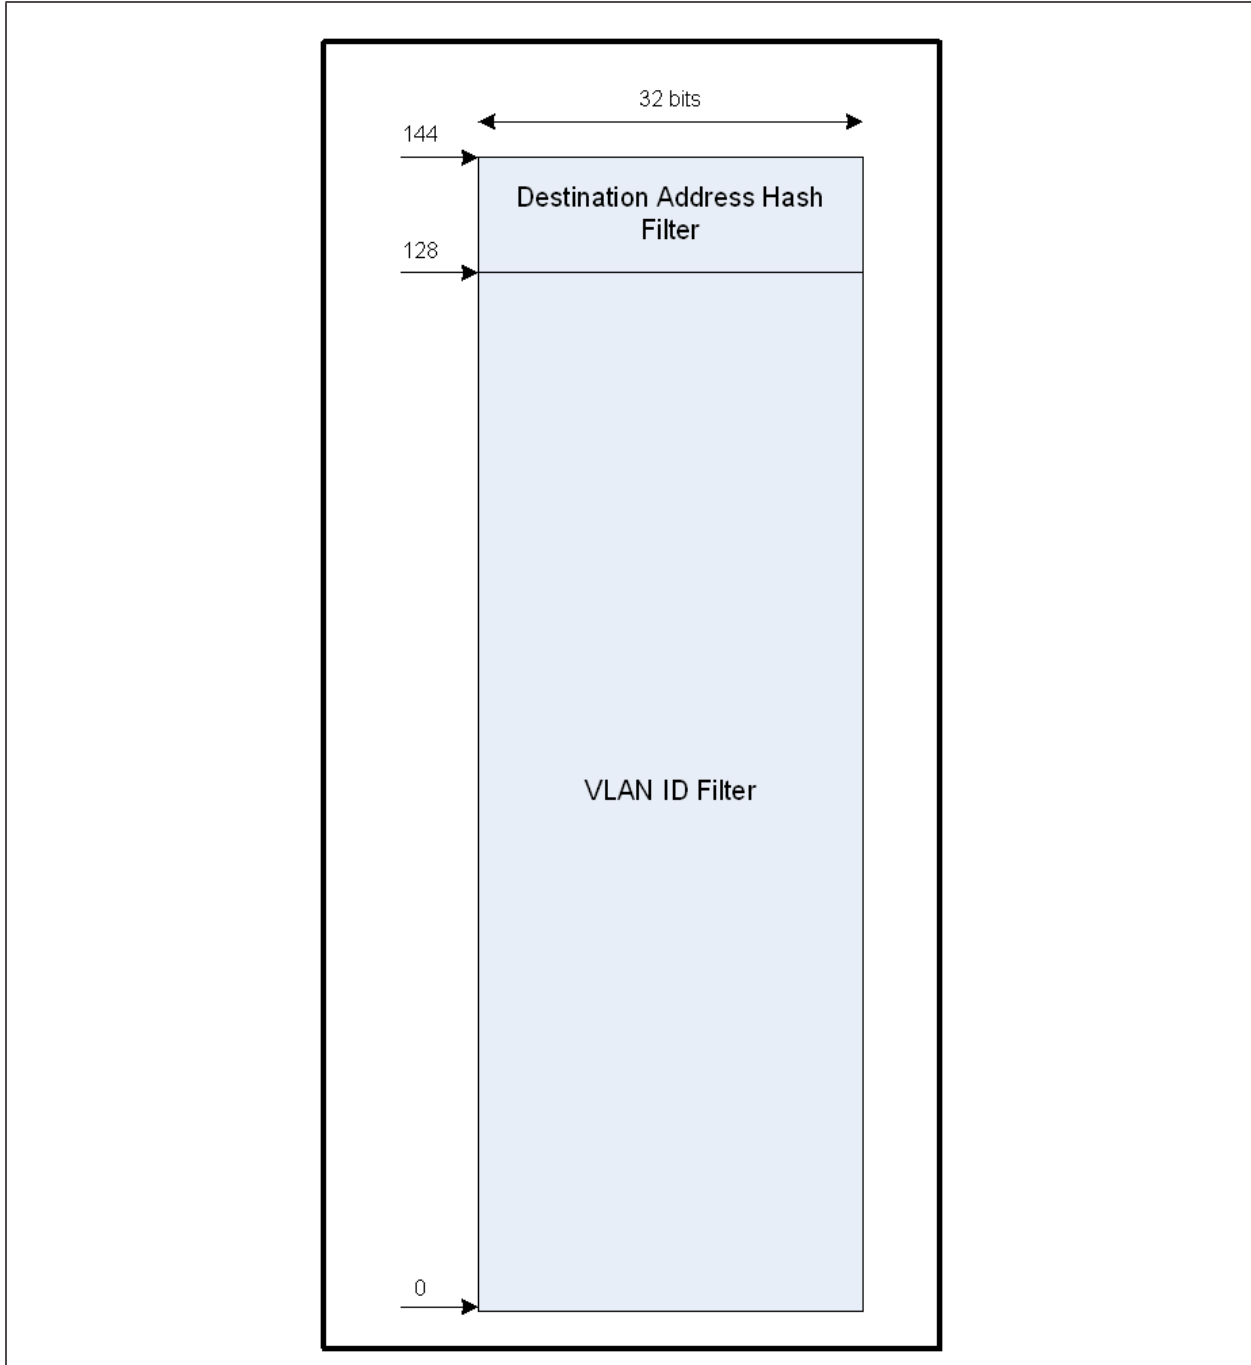 32 bits
144
Destination Address Hash
Filter
128
VLAN ID Filter
0